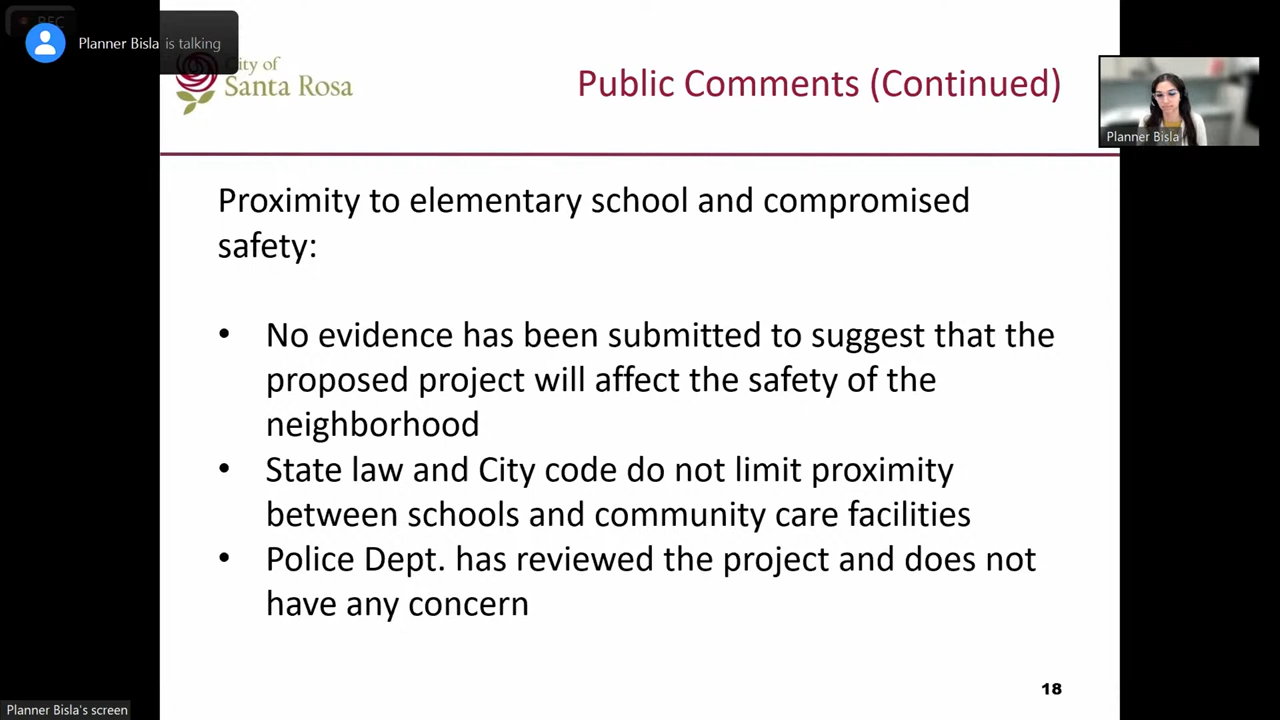 REC
Planner Bisla is talking
City of
Santa Rosa
Public Comments (Continued)
Planner Bisla
Proximity to elementary school and compromised
safety:
• No evidence has been submitted to suggest that the
proposed project will affect the safety of the
neighborhood
• State law and City code do not limit proximity
between schools and community care facilities
• Police Dept. has reviewed the project and does not
have any concern
18
Planner Bisla's screen